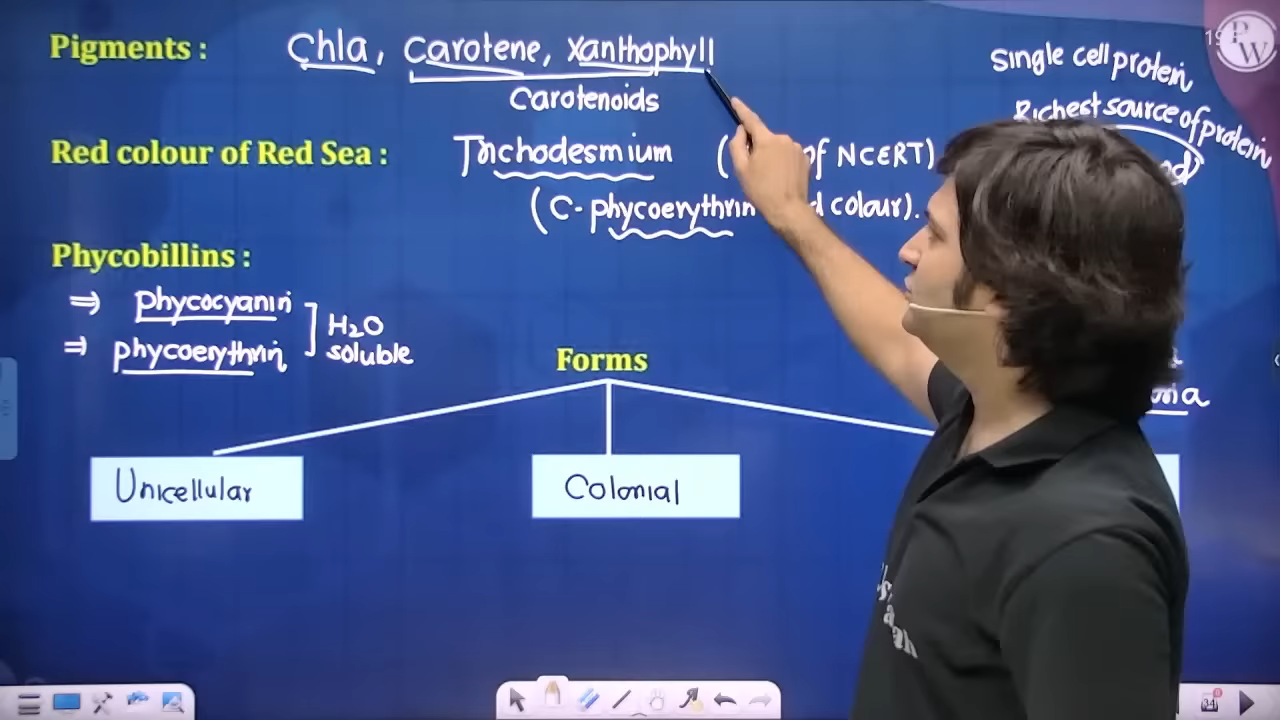 Pigments : Chla, Carotene, Xanthophyll
Carotenoids
Single cell protein
Richest source of protein
Red colour of Red Sea : Trichodesmium ( of NCERT)
(C-phycoerythrin d colour).
Phycobillins :
⇒ phycocyanin
⇒ phycoerythrin
H₂O
soluble
Forms
Unicellular
Colonial
PW